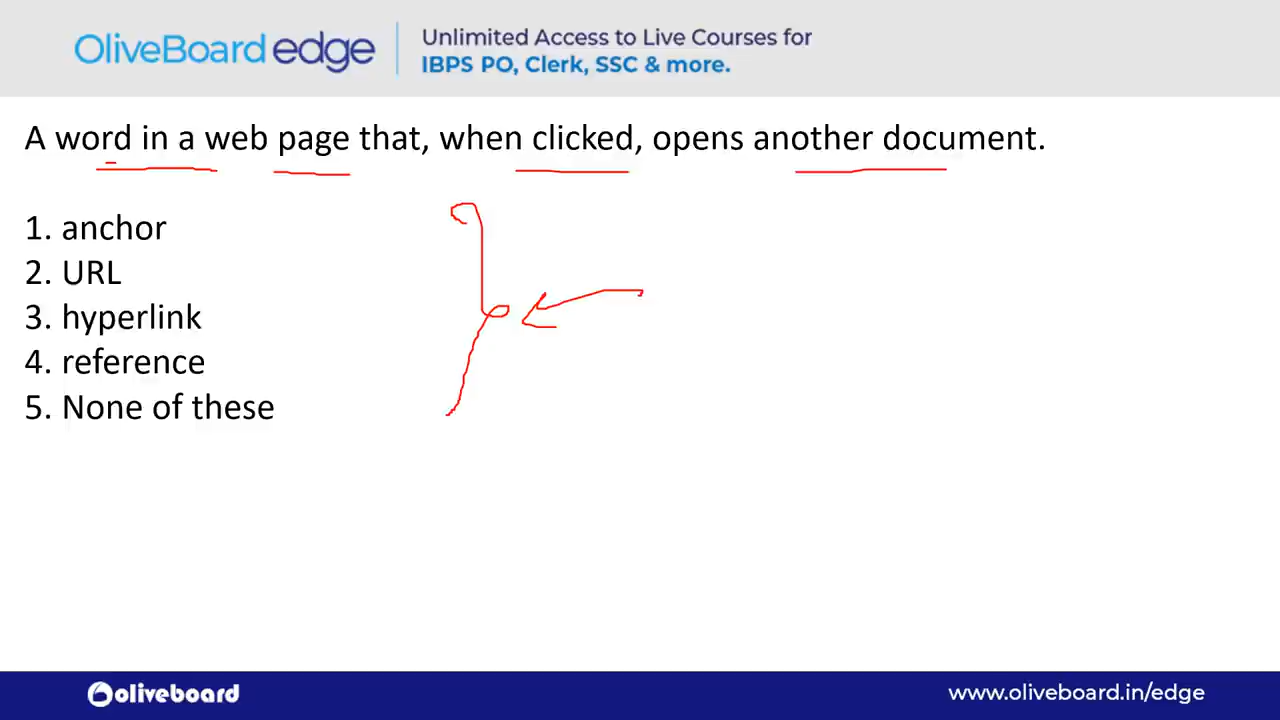 OliveBoard edge
Unlimited Access to Live Courses for
IBPS PO, Clerk, SSC & more.
A word in a web page that, when clicked, opens another document.
1. anchor
2. URL
3. hyperlink
4. reference
5. None of these
oliveboard
www.oliveboard.in/edge